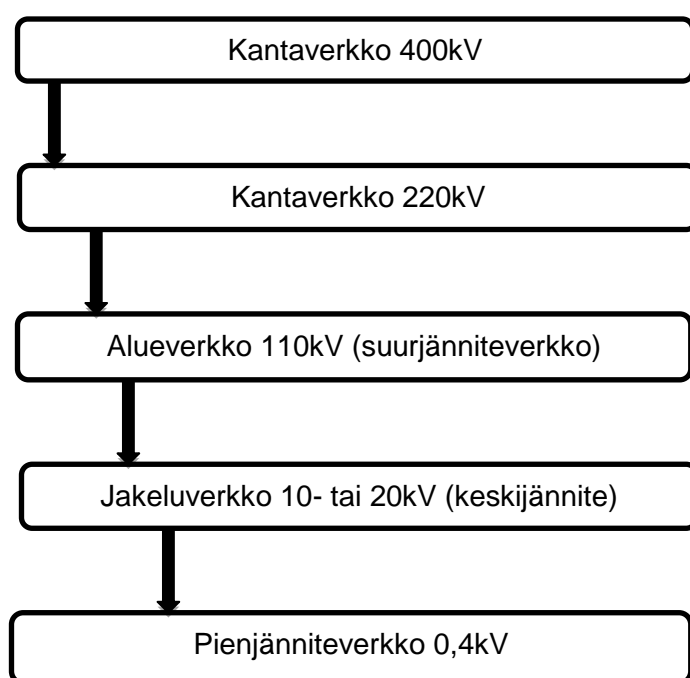 Kantaverkko 400kV
Kantaverkko 220kV
Alueverkko 110kV (suurjänniteverkko)
Jakeluverkko 10- tai 20kV (keskijännite)
Pienjänniteverkko 0,4kV